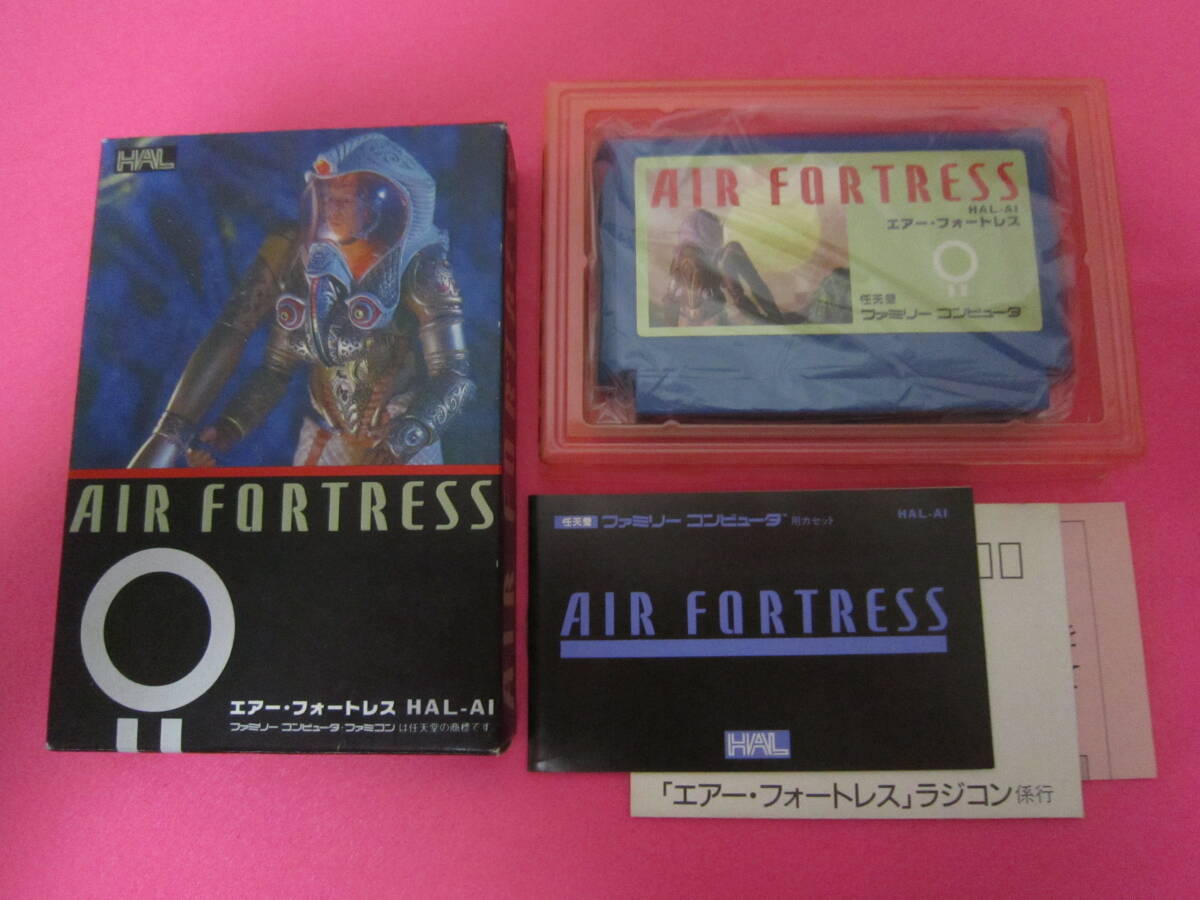 HAL
AIR FORTRESS
エアー・フォートレス HAL-AI
ファミリーコンピュータ・ファミコンは任天堂の商標です
AIR FORTRESS
HAL-AI
エアー・フォートレス
任天堂
ファミリーコンピュータ
任天堂 ファミリーコンピュータ™用カセット HAL-AI
AIR FORTRESS
HAL
「エアー・フォートレス」ラジコン係行